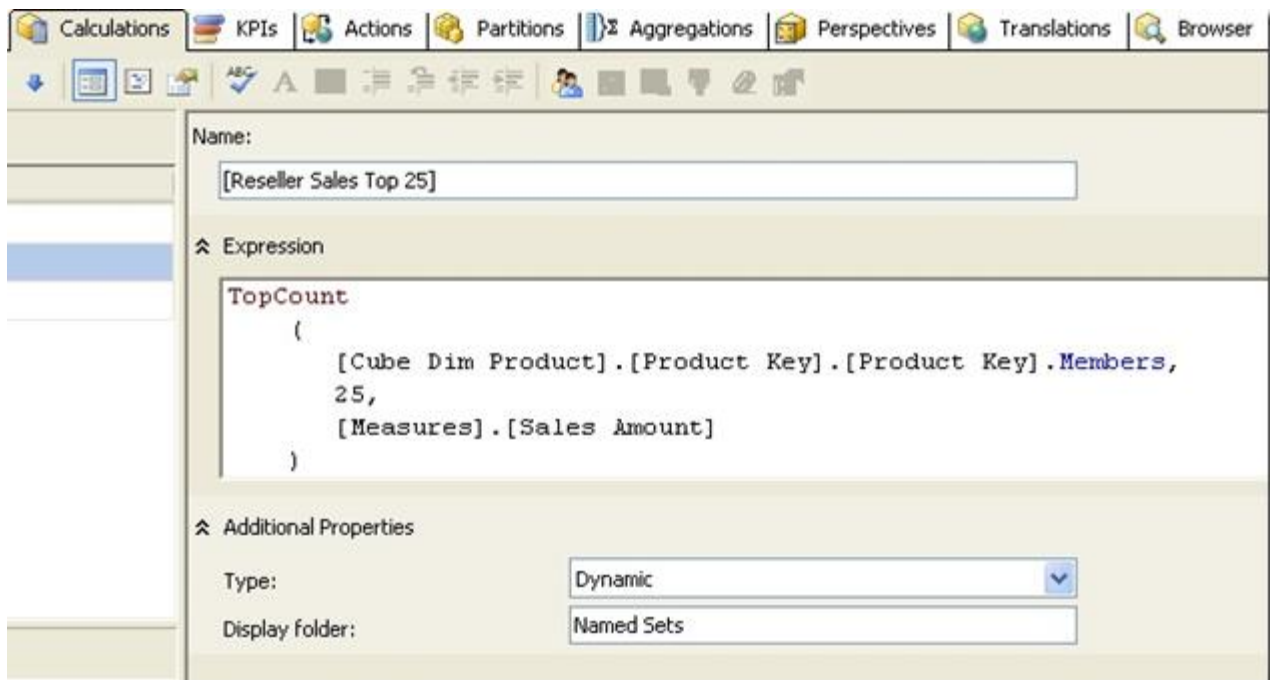 Calculations KPIs Actions Partitions Aggregations Perspectives Translations Browser
ABC A
Name:
[Reseller Sales Top 25]
Expression
TopCount
(
[Cube Dim Product].[Product Key].[Product Key].Members,
25,
[Measures].[Sales Amount]
)
Additional Properties
Type: Dynamic
Display folder: Named Sets